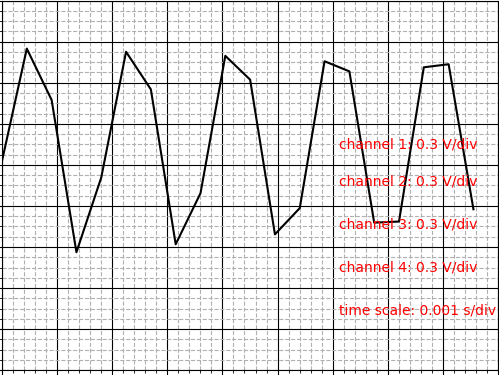 channel 1: 0.3 V/div
channel 2: 0.3 V/div
channel 3: 0.3 V/div
channel 4: 0.3 V/div
time scale: 0.001 s/div